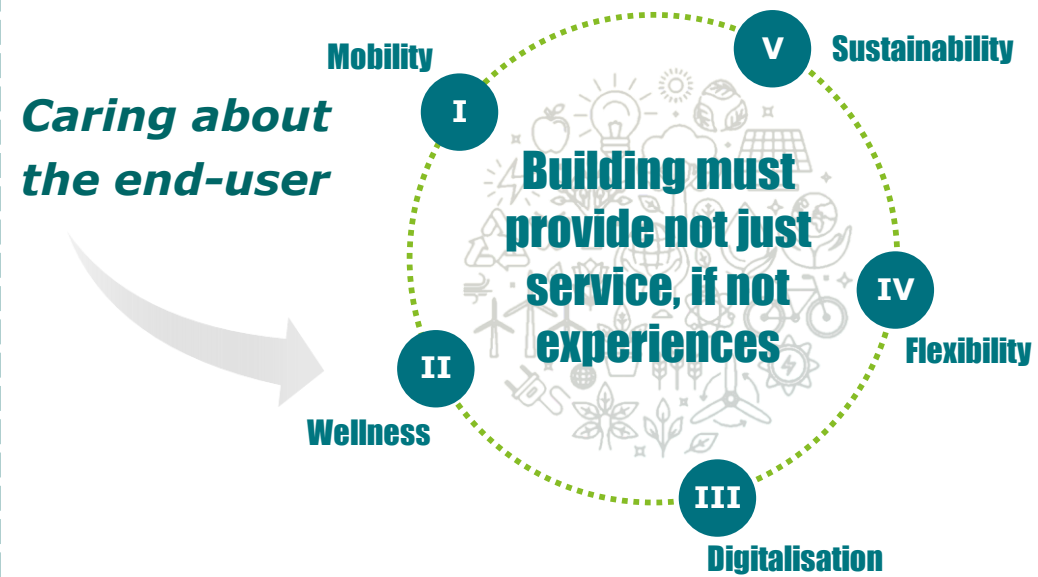 Caring about
the end-user
Building must
provide not just
service, if not
experiences
I
Mobility
II
Wellness
III
Digitalisation
IV
Flexibility
V
Sustainability